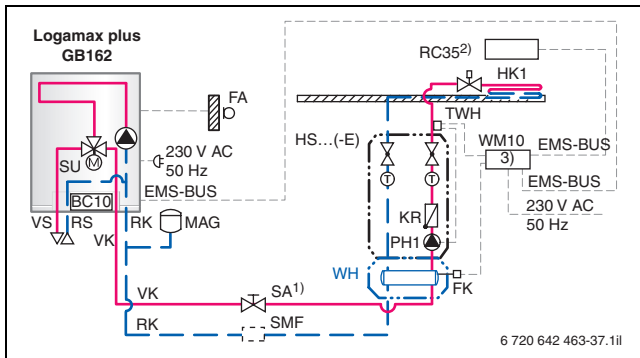 Logamax plus
GB162
RC35²⁾
HK1
FA
TWH
HS...(-E)
WM10
3)
EMS-BUS
SU
M
230 V AC
50 Hz
EMS-BUS
T
T
EMS-BUS
BC10
230 V AC
50 Hz
VS
RS
RK
MAG
KR
VK
PH1
WH
FK
VK
SA¹⁾
RK
SMF
6 720 642 463-37.1il